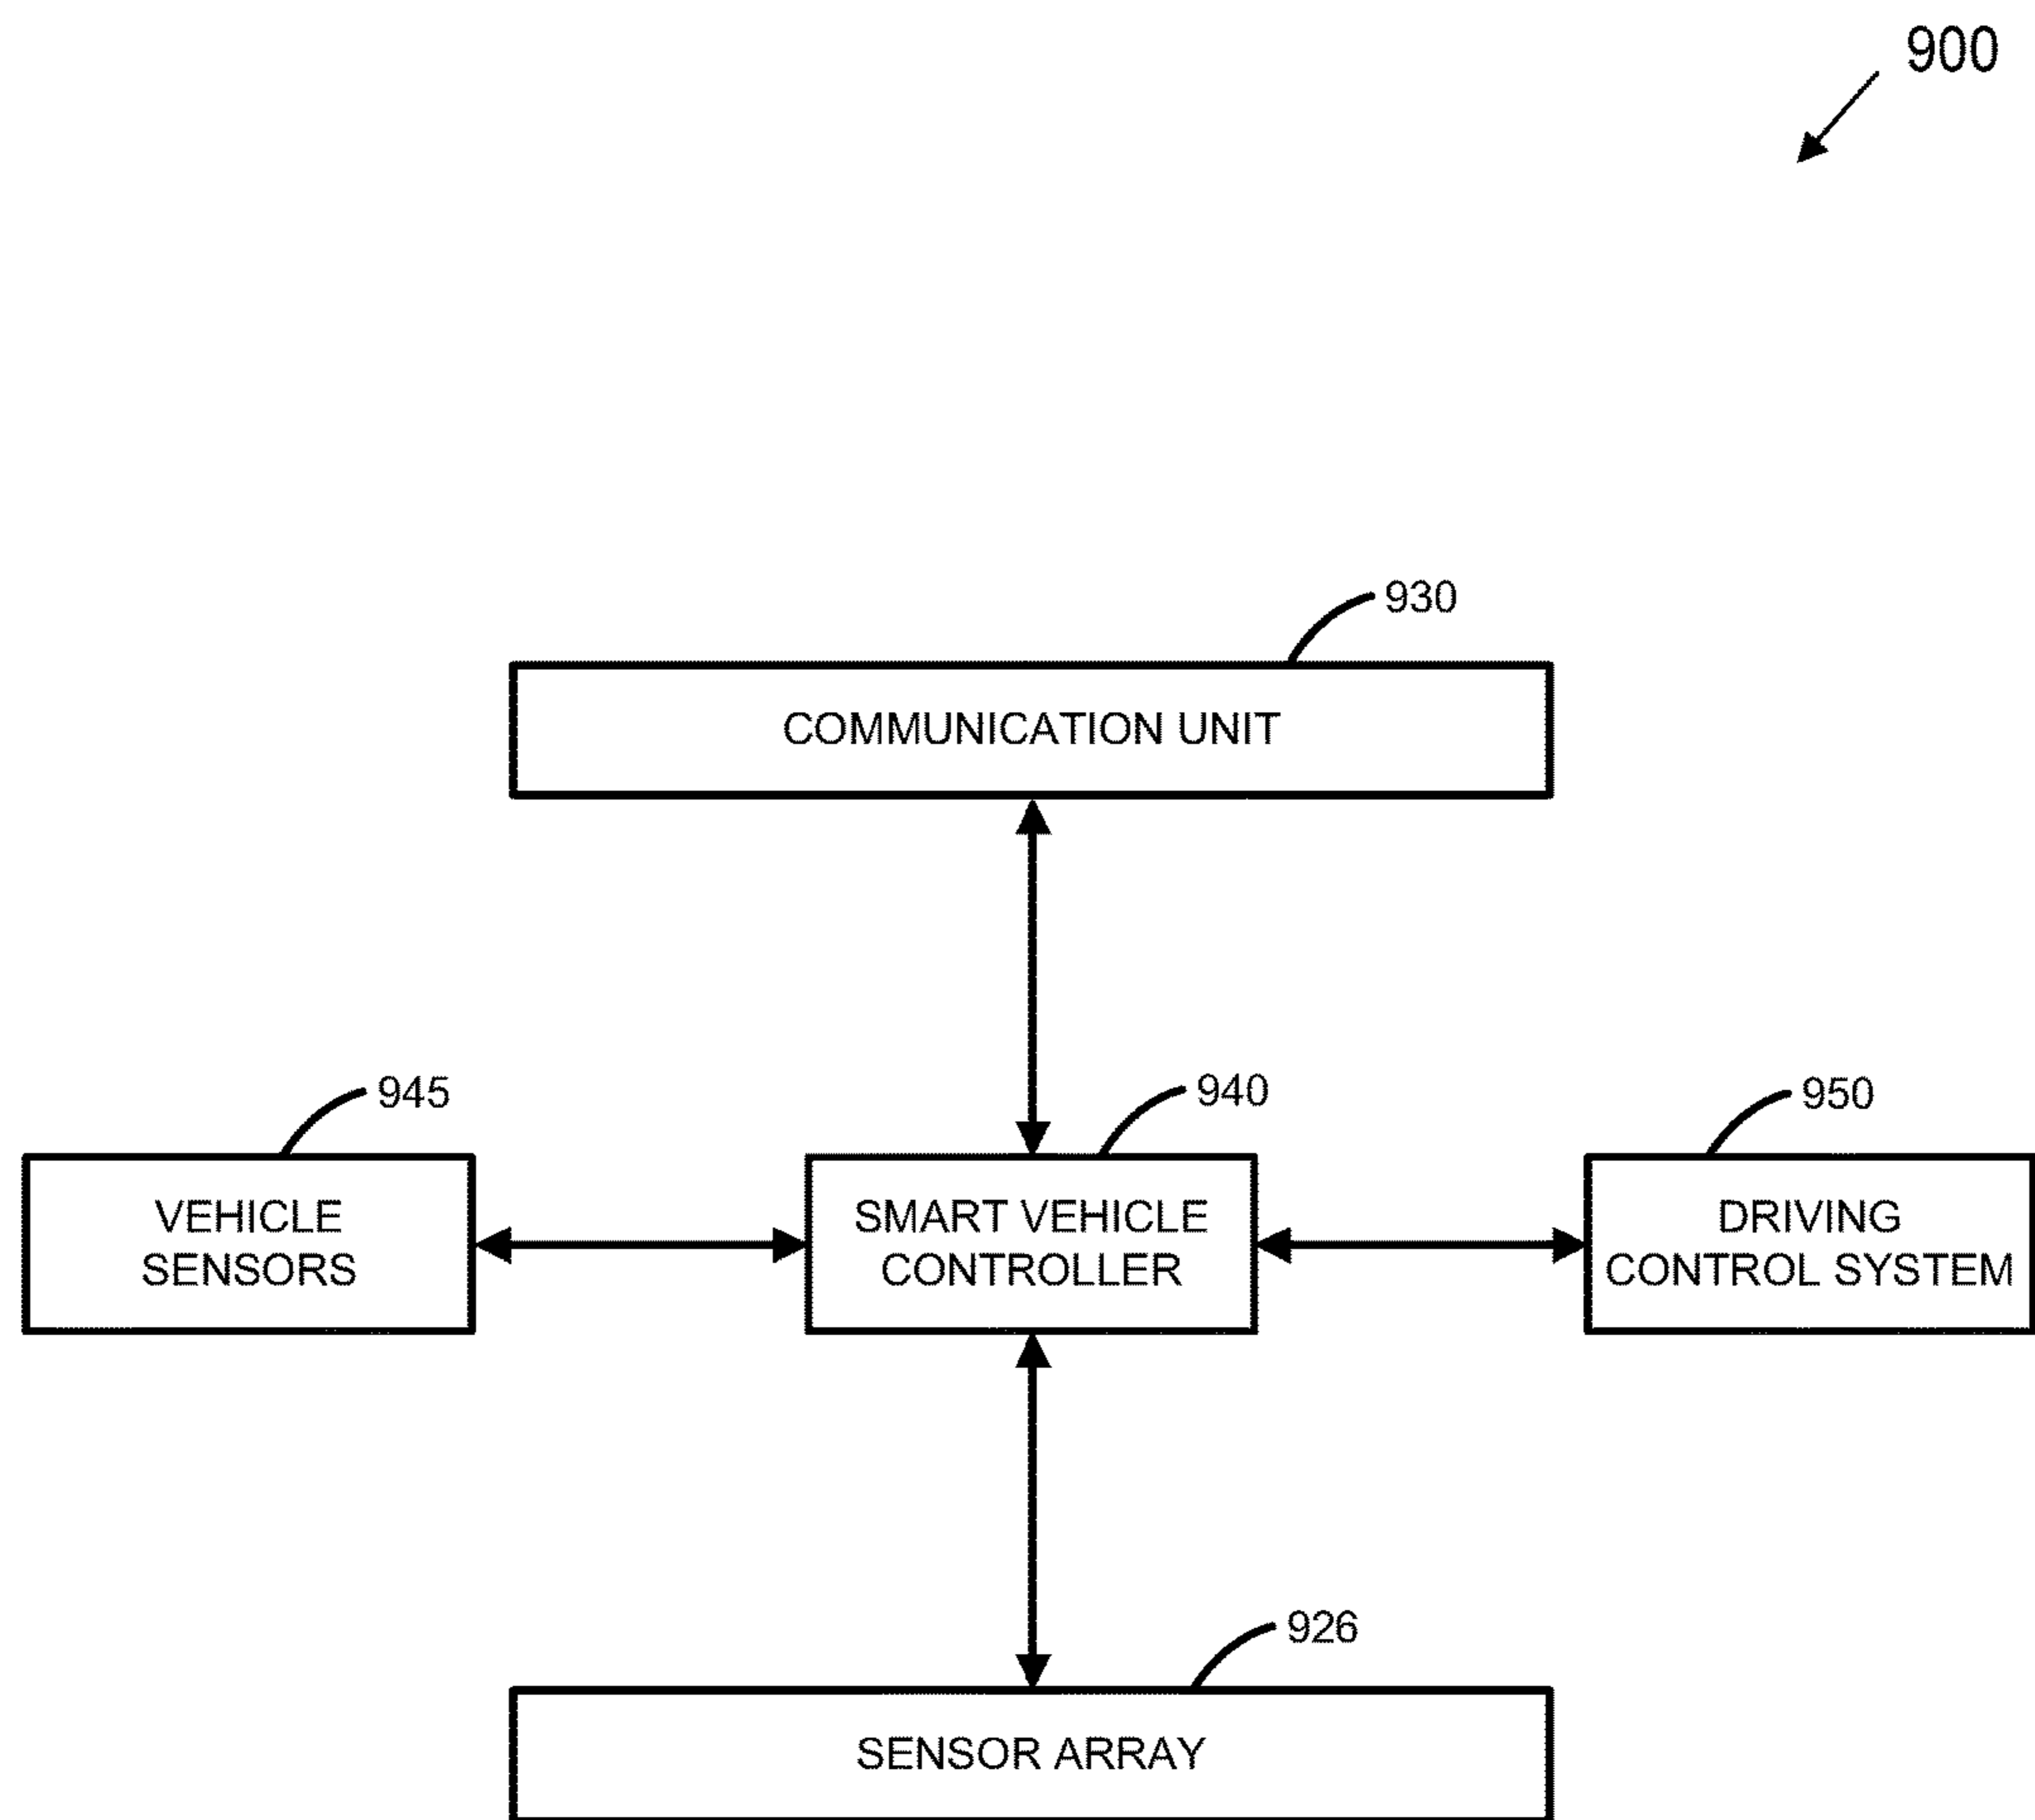 900
930
COMMUNICATION UNIT
945
940
950
VEHICLE
SENSORS
SMART VEHICLE
CONTROLLER
DRIVING
CONTROL SYSTEM
926
SENSOR ARRAY